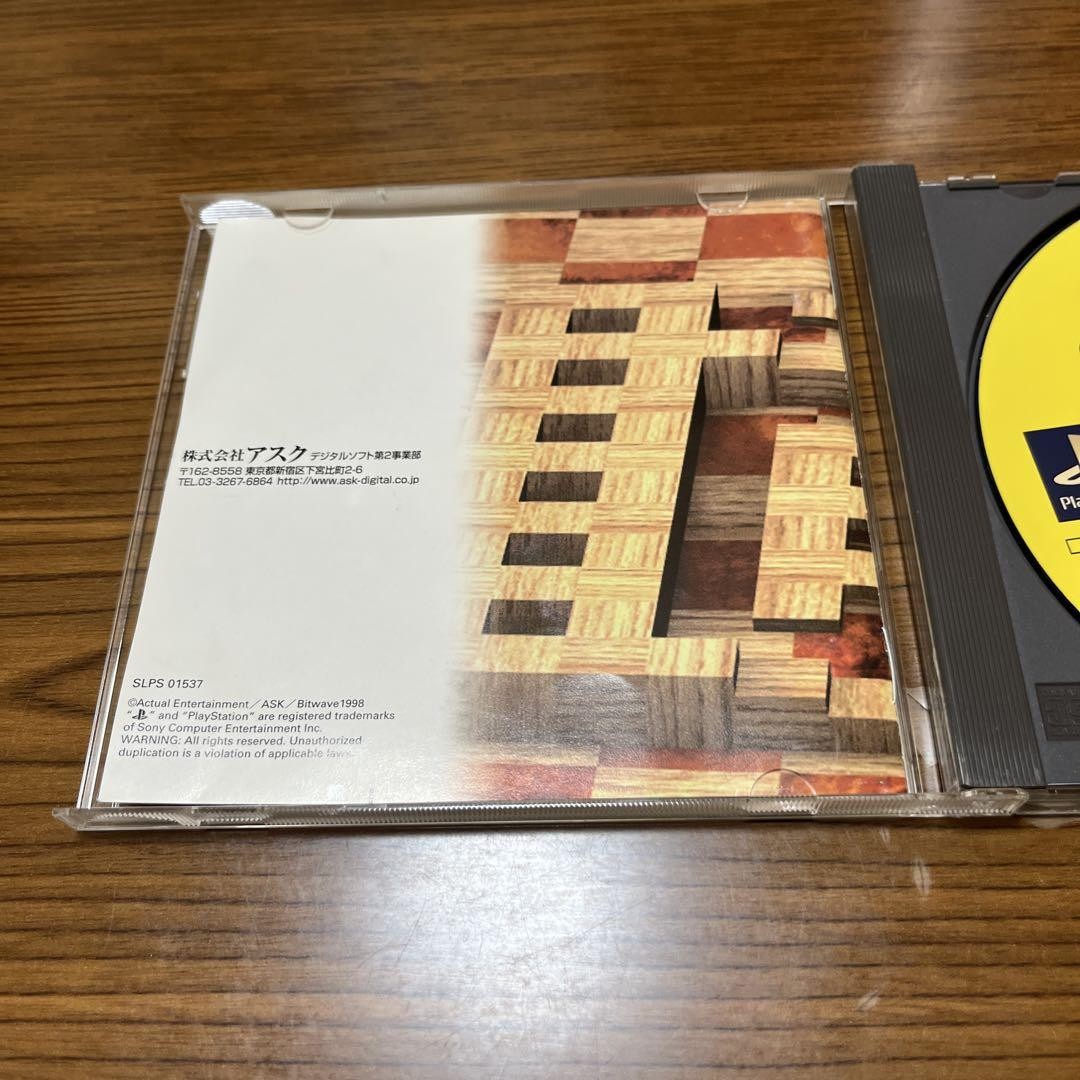 株式会社アスク デジタルソフト第2事業部
〒162-8558 東京都新宿区下宮比町2-6
TEL.03-3267-6864 http://www.ask-digital.co.jp
SLPS 01537
©Actual Entertainment／ASK／Bitwave1998
" " and "PlayStation" are registered trademarks
of Sony Computer Entertainment Inc.
WARNING: All rights reserved. Unauthorized
duplication is a violation of applicable laws.
Pla